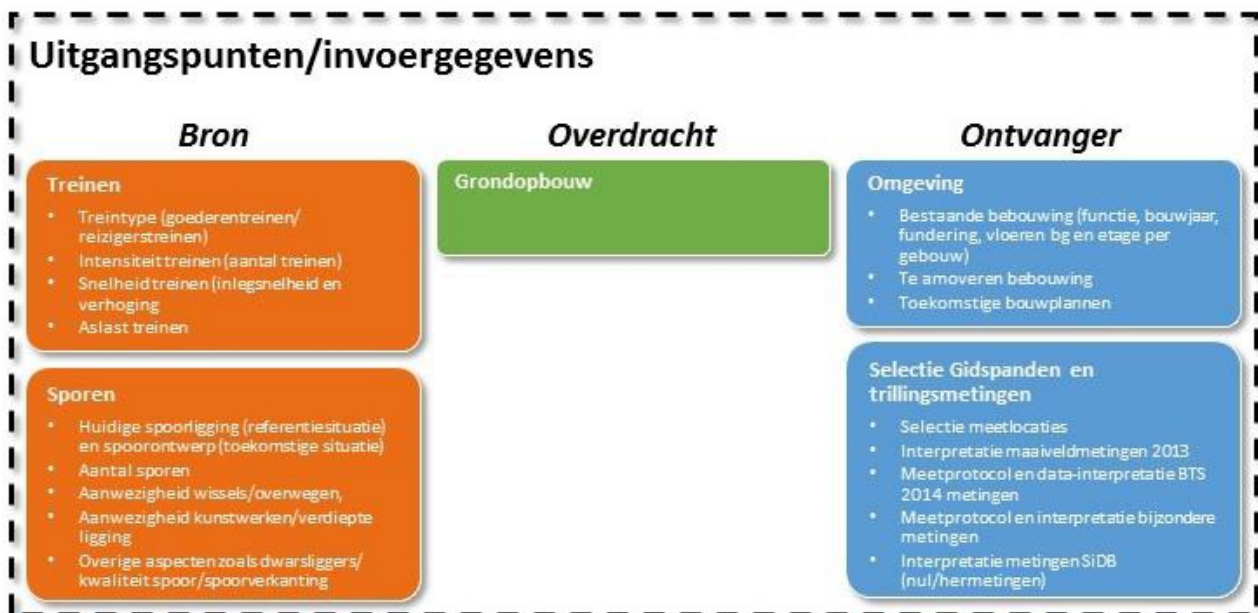 Uitgangspunten/invoergegevens
Bron
Treinen
• Treintype (goederentreinen/
reizigerstreinen)
• Intensiteit treinen (aantal treinen)
• Snelheid treinen (inlegsnelheid en
verhoging
• Aslast treinen
Sporen
• Huidige spoorligging (referentiesituatie)
en spoorontwerp (toekomstige situatie)
• Aantal sporen
• Aanwezigheid wissels/overwegen,
• Aanwezigheid kunstwerken/verdiepte
ligging
• Overige aspecten zoals dwarsliggers/
kwaliteit spoor/spoorverkanting
Overdracht
Grondopbouw
Ontvanger
Omgeving
• Bestaande bebouwing (functie, bouwjaar,
fundering, vloeren bg en etage per
gebouw)
• Te amoveren bebouwing
• Toekomstige bouwplannen
Selectie Gidspanden en
trillingsmetingen
• Selectie meetlocaties
• Interpretatie maaiveldmetingen 2013
• Meetprotocol en data-interpretatie BTS
2014 metingen
• Meetprotocol en interpretatie bijzondere
metingen
• Interpretatie metingen SiDB
(nul/hermetingen)